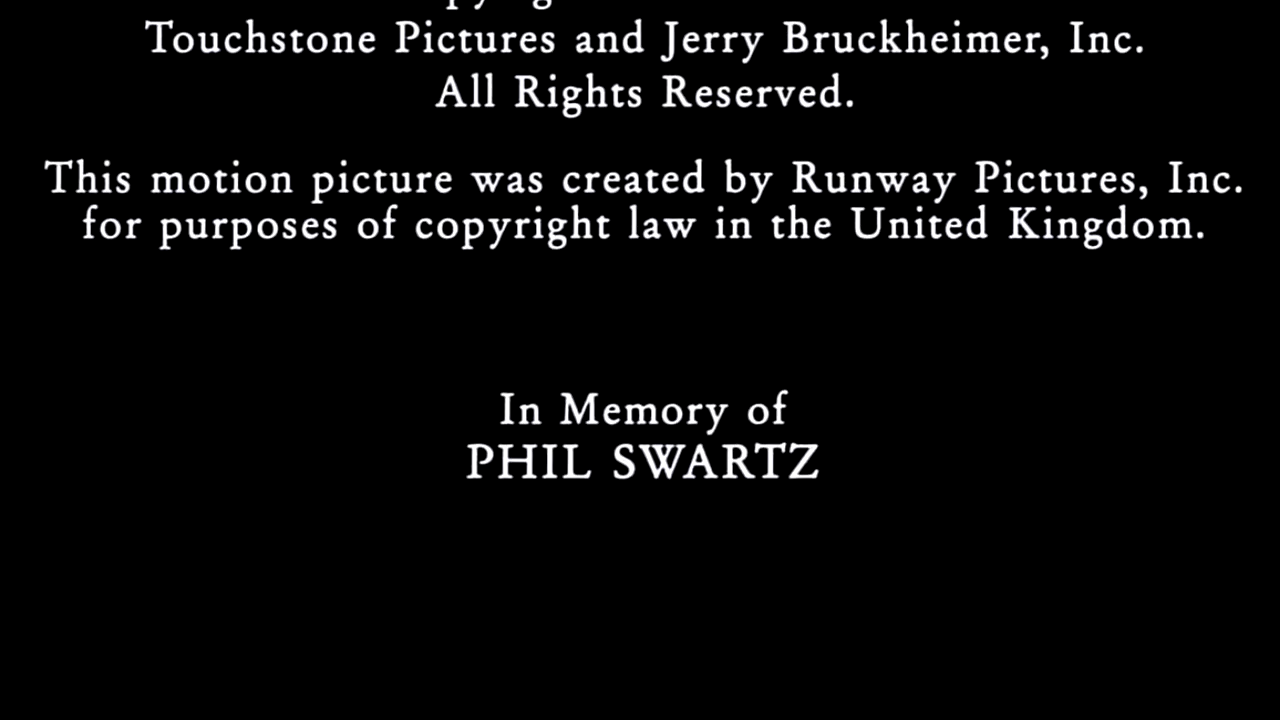 Touchstone Pictures and Jerry Bruckheimer, Inc.
All Rights Reserved.
This motion picture was created by Runway Pictures, Inc.
for purposes of copyright law in the United Kingdom.
In Memory of
PHIL SWARTZ